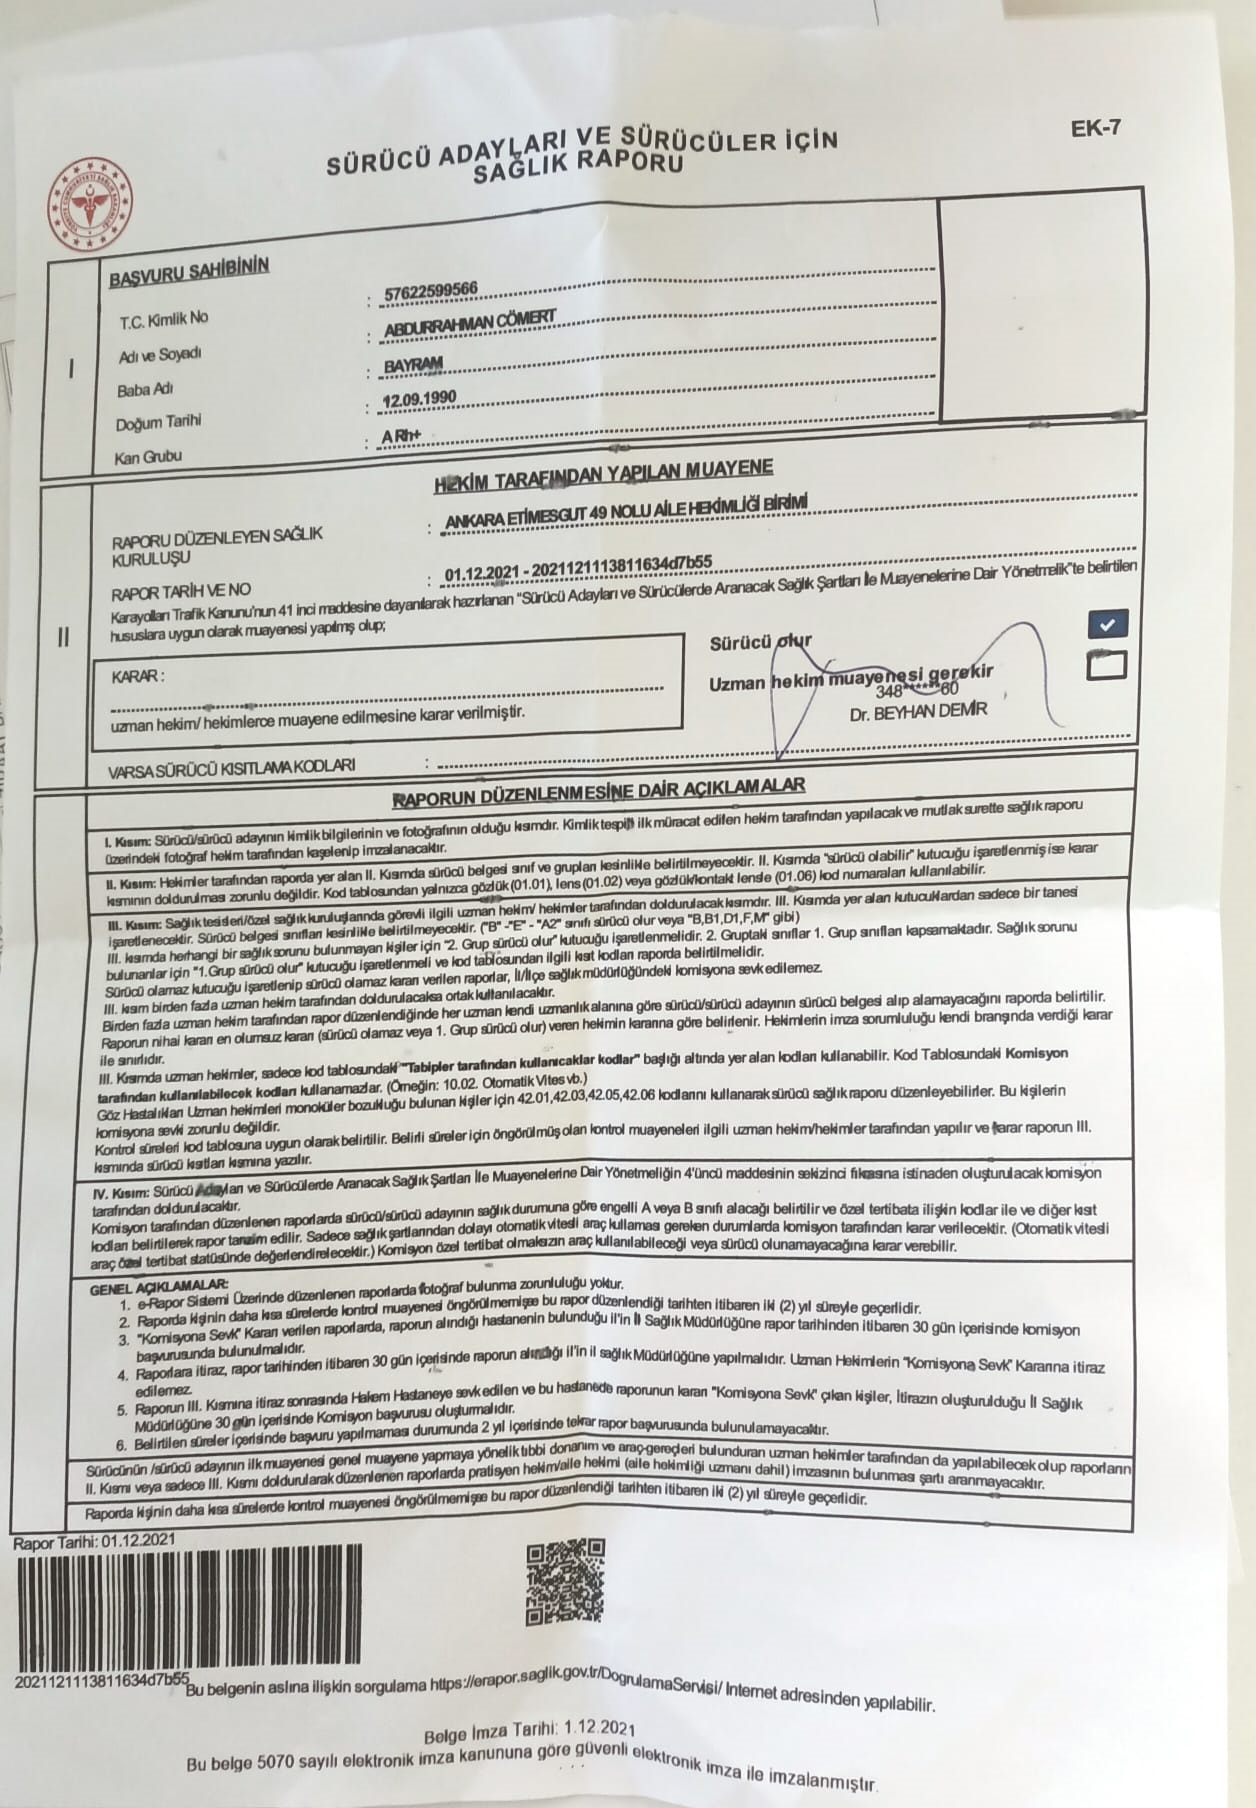 EK-7
SÜRÜCÜ ADAYLARI VE SÜRÜCÜLER İÇİN
SAĞLIK RAPORU
I
BAŞVURU SAHİBİNİN
T.C. Kimlik No : 57622599566
Adı ve Soyadı : ABDURRAHMAN CÖMERT
Baba Adı : BAYRAM
Doğum Tarihi : 12.09.1990
Kan Grubu : A Rh+
II
HEKİM TARAFINDAN YAPILAN MUAYENE
RAPORU DÜZENLEYEN SAĞLIK
KURULUŞU : ANKARA ETİMESGUT 49 NOLU AİLE HEKİMLİĞİ BİRİMİ
RAPOR TARİH VE NO : 01.12.2021 - 2021121113811634d7b55
Karayolları Trafik Kanunu'nun 41 inci maddesine dayanılarak hazırlanan "Sürücü Adayları ve Sürücülerde Aranacak Sağlık Şartları İle Muayenelerine Dair Yönetmelik"te belirtilen
hususlara uygun olarak muayenesi yapılmış olup;
KARAR :
uzman hekim/ hekimlerce muayene edilmesine karar verilmiştir.
Sürücü olur
Uzman hekim muayenesi gerekir
348*****60
Dr. BEYHAN DEMİR
VARSA SÜRÜCÜ KISITLAMA KODLARI :
RAPORUN DÜZENLENMESİNE DAİR AÇIKLAMALAR
I. Kısım: Sürücü/sürücü adayının kimlik bilgilerinin ve fotoğrafının olduğu kısımdır. Kimlik tespiti ilk müracat edilen hekim tarafından yapılacak ve mutlak surette sağlık raporu
üzerindeki fotoğraf hekim tarafından kaşelenip imzalanacaktır.
II. Kısım: Hekimler tarafından raporda yer alan II. Kısımda sürücü belgesi sınıf ve grupları kesinlikle belirtilmeyecektir. II. Kısımda "sürücü olabilir" kutucuğu işaretlenmiş ise karar
kısmının doldurulması zorunlu değildir. Kod tablosundan yalnızca gözlük (01.01), lens (01.02) veya gözlük/kontakt lensle (01.06) kod numaraları kullanılabilir.
III. Kısım: Sağlık tesisleri/özel sağlık kuruluşlarında görevli ilgili uzman hekim/ hekimler tarafından doldurulacak kısımdır. III. Kısımda yer alan kutucuklardan sadece bir tanesi
işaretlenecektir. Sürücü belgesi sınıfları kesinlikle belirtilmeyecektir. ("B" -"E" - "A2" sınıfı sürücü olur veya "B,B1,D1,F,M" gibi)
III. kısımda herhangi bir sağlık sorunu bulunmayan kişiler için "2. Grup sürücü olur" kutucuğu işaretlenmelidir. 2. Gruptaki sınıflar 1. Grup sınıfları kapsamaktadır. Sağlık sorunu
bulunanlar için "1.Grup sürücü olur" kutucuğu işaretlenmeli ve kod tablosundan ilgili kısıt kodları raporda belirtilmelidir.
Sürücü olamaz kutucuğu işaretlenip sürücü olamaz kararı verilen raporlar, İl/İlçe sağlık müdürlüğündeki komisyona sevk edilemez.
III. kısım birden fazla uzman hekim tarafından doldurulacaksa ortak kullanılacaktır.
Birden fazla uzman hekim tarafından rapor düzenlendiğinde her uzman kendi uzmanlık alanına göre sürücü/sürücü adayının sürücü belgesi alıp alamayacağını raporda belirtilir.
Raporun nihai kararı en olumsuz kararı (sürücü olamaz veya 1. Grup sürücü olur) veren hekimin kararına göre belirlenir. Hekimlerin imza sorumluluğu kendi branşında verdiği karar
ile sınırlıdır.
III. Kısımda uzman hekimler, sadece kod tablosundaki "Tabipler tarafından kullanıcaklar kodlar" başlığı altında yer alan kodları kullanabilir. Kod Tablosundaki Komisyon
tarafından kullanılabilecek kodları kullanamazlar. (Örneğin: 10.02. Otomatik Vites vb.)
Göz Hastalıkları Uzman hekimleri monoküler bozukluğu bulunan kişiler için 42.01,42.03,42.05,42.06 kodlarını kullanarak sürücü sağlık raporu düzenleyebilirler. Bu kişilerin
komisyona sevki zorunlu değildir.
Kontrol süreleri kod tablosuna uygun olarak belirtilir. Belirli süreler için öngörülmüş olan kontrol muayeneleri ilgili uzman hekim/hekimler tarafından yapılır ve karar raporun III.
kısmında sürücü kısıtları kısmına yazılır.
IV. Kısım: Sürücü Adayları ve Sürücülerde Aranacak Sağlık Şartları İle Muayenelerine Dair Yönetmeliğin 4'üncü maddesinin sekizinci fıkrasına istinaden oluşturulacak komisyon
tarafından doldurulacaktır.
Komisyon tarafından düzenlenen raporlarda sürücü/sürücü adayının sağlık durumuna göre engelli A veya B sınıfı alacağı belirtilir ve özel tertibata ilişkin kodlar ile ve diğer kısıt
kodları belirtilerek rapor tanzim edilir. Sadece sağlık şartlarından dolayı otomatik vitesli araç kullaması gereken durumlarda komisyon tarafından karar verilecektir. (Otomatik vitesli
araç özel tertibat statüsünde değerlendirelecektir.) Komisyon özel tertibat olmaksızın araç kullanılabileceği veya sürücü olunamayacağına karar verebilir.
GENEL AÇIKLAMALAR:
1. e-Rapor Sistemi Üzerinde düzenlenen raporlarda fotoğraf bulunma zorunluluğu yoktur.
2. Raporda kişinin daha kısa sürelerde kontrol muayenesi öngörülmemişse bu rapor düzenlendiği tarihten itibaren iki (2) yıl süreyle geçerlidir.
3. "Komisyona Sevk" Kararı verilen raporlarda, raporun alındığı hastanenin bulunduğu il'in İl Sağlık Müdürlüğüne rapor tarihinden itibaren 30 gün içerisinde komisyon
başvurusunda bulunulmalıdır.
4. Raporlara itiraz, rapor tarihinden itibaren 30 gün içerisinde raporun alındığı il'in il sağlık Müdürlüğüne yapılmalıdır. Uzman Hekimlerin "Komisyona Sevk" Kararına itiraz
edilemez.
5. Raporun III. Kısmına itiraz sonrasında Hakem Hastaneye sevk edilen ve bu hastanede raporunun kararı "Komisyona Sevk" çıkan kişiler, İtirazın oluşturulduğu İl Sağlık
Müdürlüğüne 30 gün içerisinde Komisyon başvurusu oluşturmalıdır.
6. Belirtilen süreler içerisinde başvuru yapılmaması durumunda 2 yıl içerisinde tekrar rapor başvurusunda bulunulamayacaktır.
Sürücünün /sürücü adayının ilk muayenesi genel muayene yapmaya yönelik tıbbi donanım ve araç-gereçleri bulunduran uzman hekimler tarafından da yapılabilecek olup raporların
II. Kısmı veya sadece III. Kısmı doldurularak düzenlenen raporlarda pratisyen hekim/aile hekimi (aile hekimliği uzmanı dahil) imzasının bulunması şartı aranmayacaktır.
Raporda kişinin daha kısa sürelerde kontrol muayenesi öngörülmemişse bu rapor düzenlendiği tarihten itibaren iki (2) yıl süreyle geçerlidir.
Rapor Tarihi: 01.12.2021
2021121113811634d7b55
Bu belgenin aslına ilişkin sorgulama https://erapor.saglik.gov.tr/DogrulamaServisi/ Internet adresinden yapılabilir.
Belge İmza Tarihi: 1.12.2021
Bu belge 5070 sayılı elektronik imza kanununa göre güvenli elektronik imza ile imzalanmıştır.